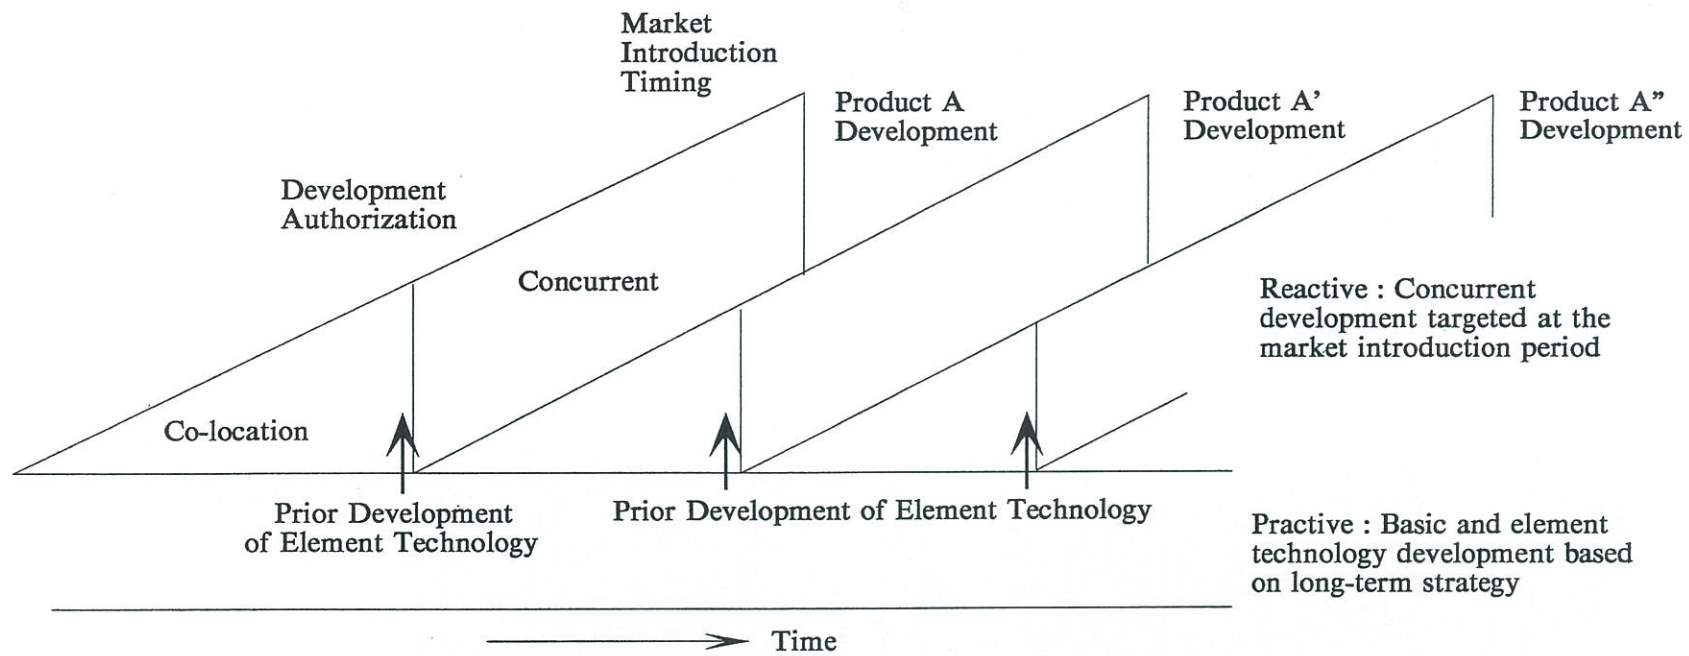 Market
Introduction
Timing
Product A
Development
Product A’
Development
Product A”
Development
Development
Authorization
Concurrent
Reactive : Concurrent
development targeted at the
market introduction period
Co-location
Prior Development
of Element Technology
Prior Development of Element Technology
Practive : Basic and element
technology development based
on long-term strategy
Time